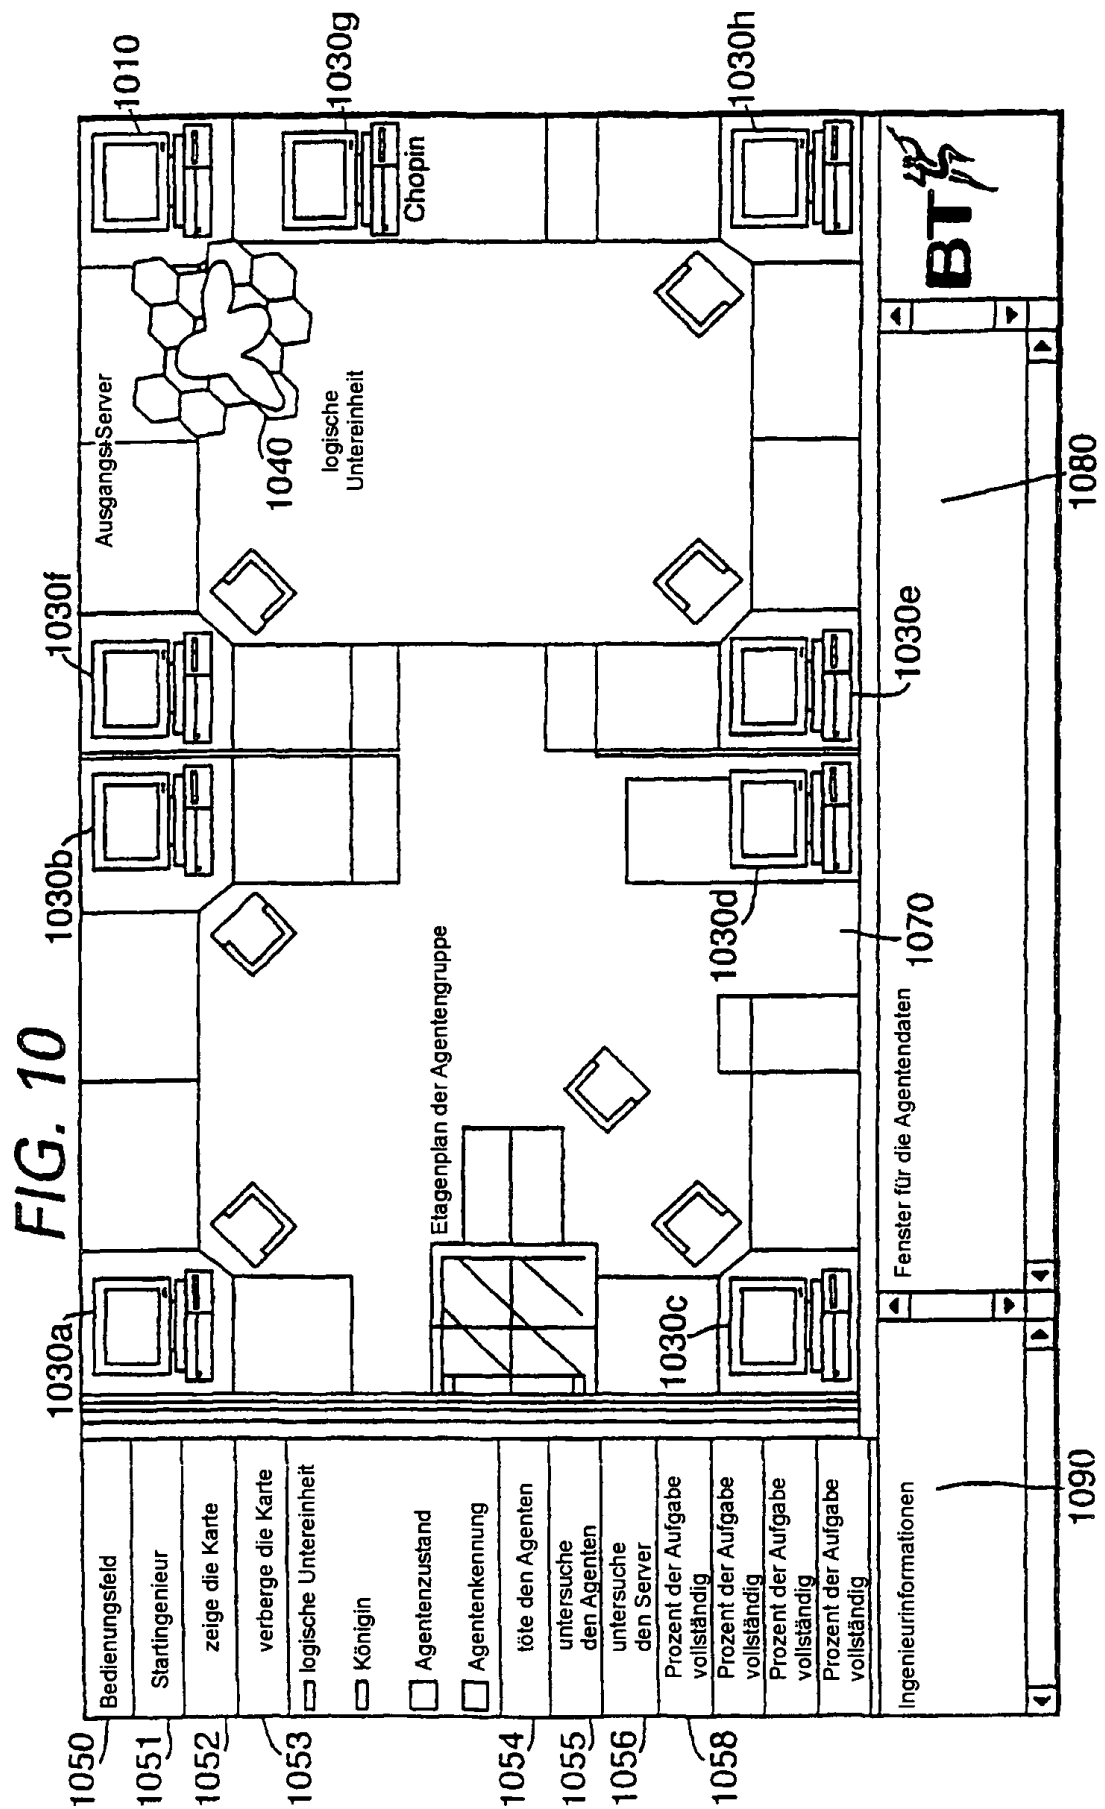 FIG. 10
1030a
1030b
1030f
1010
1030g
1030h
1050
Bedienungsfeld
1051
Startingenieur
1052
zeige die Karte
1053
verberge die Karte
logische Untereinheit
Königin
Agentenzustand
Agentenkennung
1054
töte den Agenten
1055
untersuche
den Agenten
1056
untersuche
den Server
1058
Prozent der Aufgabe
vollständig
Prozent der Aufgabe
vollständig
Prozent der Aufgabe
vollständig
Prozent der Aufgabe
vollständig
Ausgangs-Server
1040
logische
Untereinheit
Chopin
Etagenplan der Agentengruppe
1030c
1030d
1030e
1070
Ingenieurinformationen
1090
Fenster für die Agentendaten
1080
BT